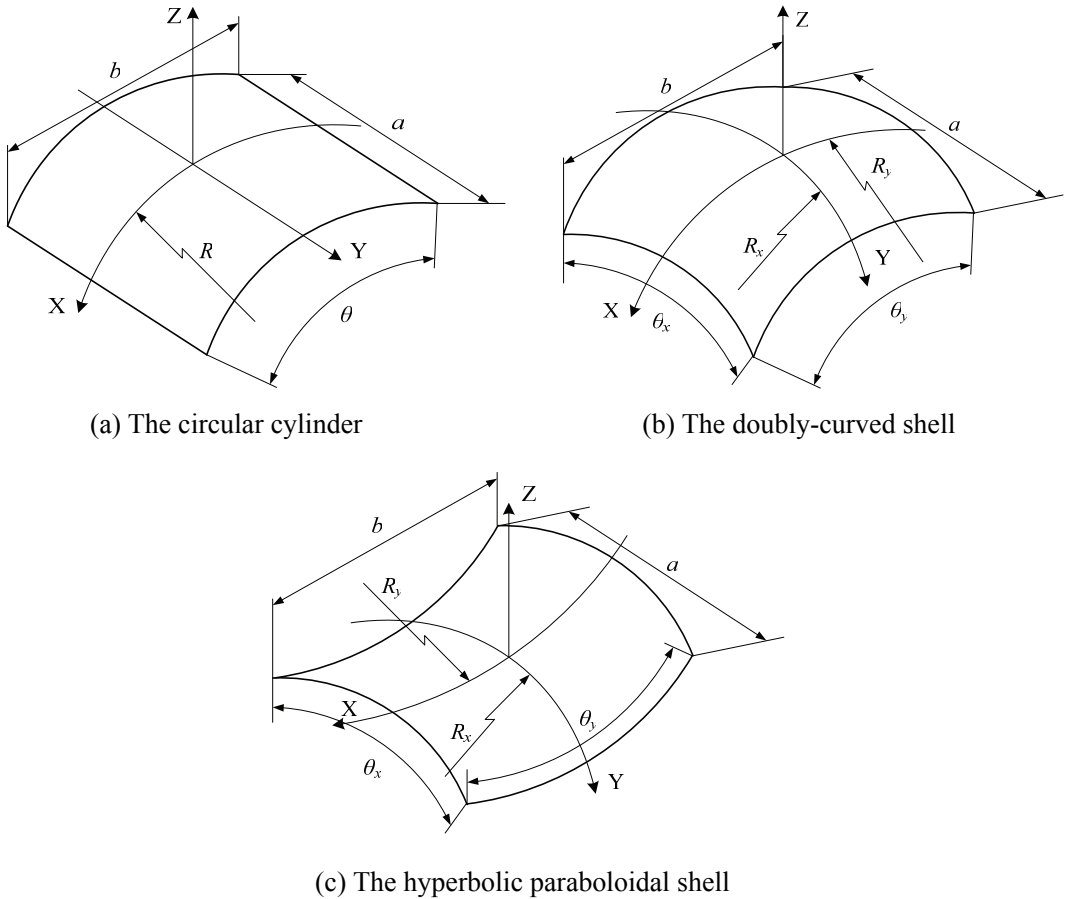 Z
b
a
R
Y
X
θ
(a) The circular cylinder
Z
b
a
R_y
R_x
Y
X
θ_x
θ_y
(b) The doubly-curved shell
Z
b
a
R_y
X
R_x
θ_y
θ_x
Y
(c) The hyperbolic paraboloidal shell